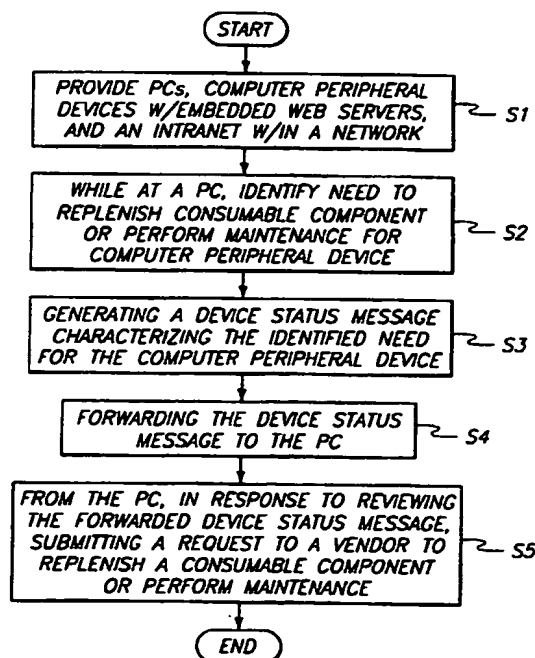 START
PROVIDE PCs, COMPUTER PERIPHERAL
DEVICES W/EMBEDDED WEB SERVERS,
AND AN INTRANET W/IN A NETWORK
S1
WHILE AT A PC, IDENTIFY NEED TO
REPLENISH CONSUMABLE COMPONENT
OR PERFORM MAINTENANCE FOR
COMPUTER PERIPHERAL DEVICE
S2
GENERATING A DEVICE STATUS MESSAGE
CHARACTERIZING THE IDENTIFIED NEED
FOR THE COMPUTER PERIPHERAL DEVICE
S3
FORWARDING THE DEVICE STATUS
MESSAGE TO THE PC
S4
FROM THE PC, IN RESPONSE TO REVIEWING
THE FORWARDED DEVICE STATUS MESSAGE,
SUBMITTING A REQUEST TO A VENDOR TO
REPLENISH A CONSUMABLE COMPONENT
OR PERFORM MAINTENANCE
S5
END